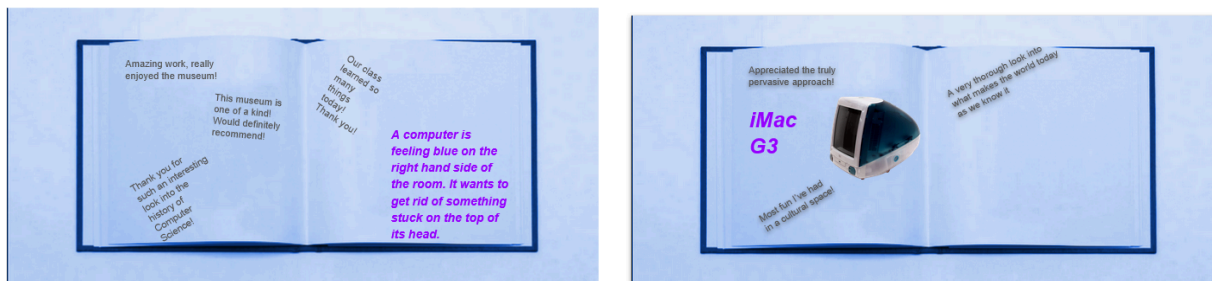 Amazing work, really
enjoyed the museum!
This museum is
one of a kind!
Would definitely
recommend!
Thank you for
such an interesting
look into the
history of
Computer
Science!
Our class
learned so
many
things
today!
Thank you!
A computer is
feeling blue on the
right hand side of
the room. It wants to
get rid of something
stuck on the top of
its head.
Appreciated the truly
pervasive approach!
iMac
G3
Most fun I've had
in a cultural space!
A very thorough look into
what makes the world today
as we know it